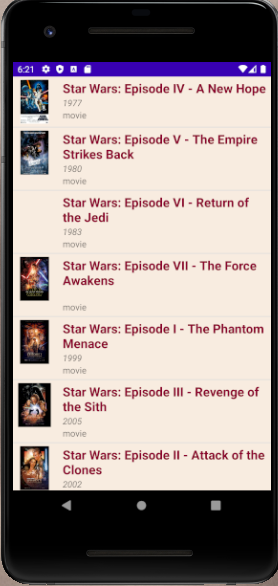 6:21
Star Wars: Episode IV - A New Hope
1977
movie
Star Wars: Episode V - The Empire
Strikes Back
1980
movie
Star Wars: Episode VI - Return of
the Jedi
1983
movie
Star Wars: Episode VII - The Force
Awakens
movie
Star Wars: Episode I - The Phantom
Menace
1999
movie
Star Wars: Episode III - Revenge of
the Sith
2005
movie
Star Wars: Episode II - Attack of the
Clones
2002